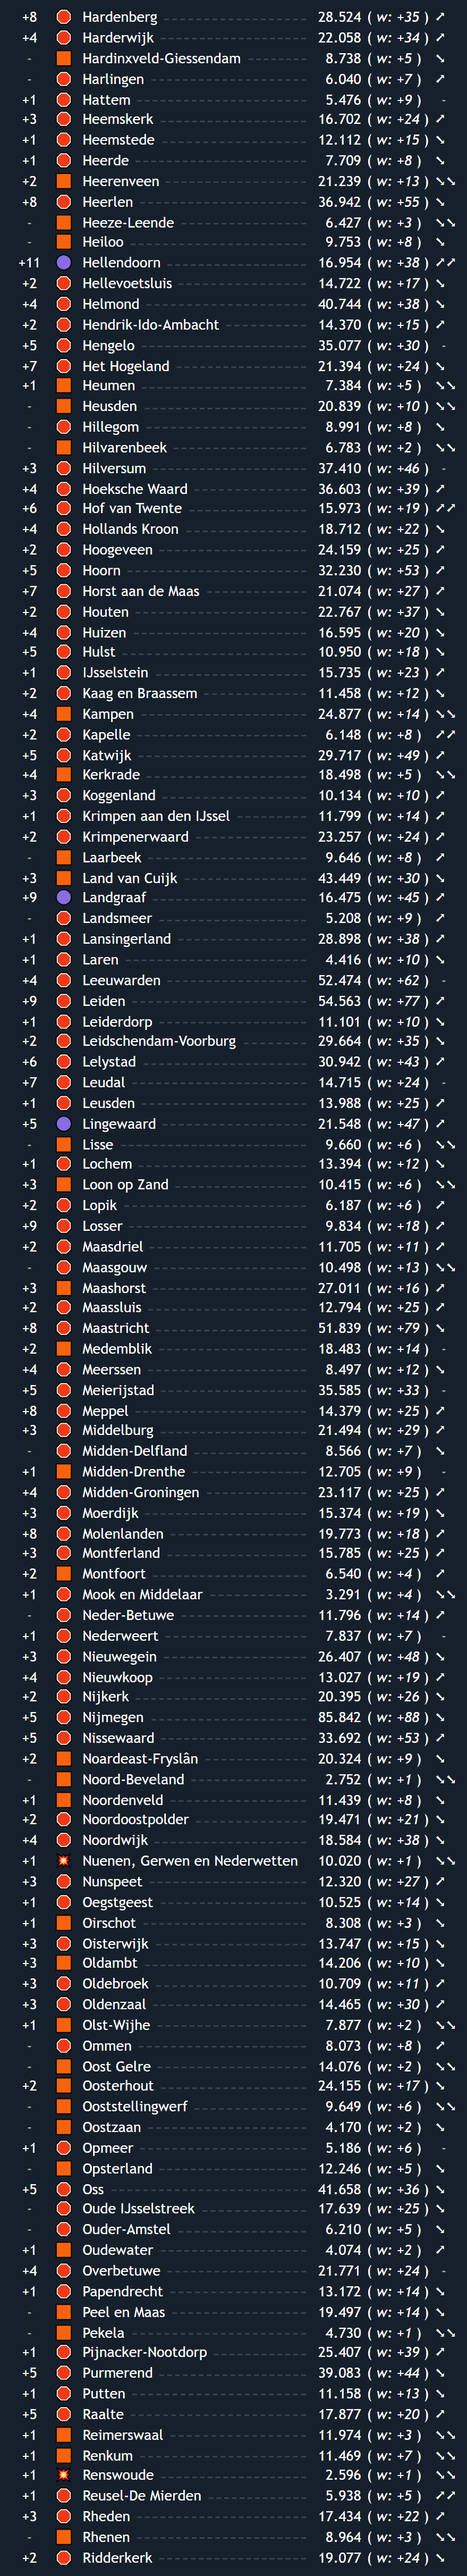 +8 Hardenberg 28.524 ( w: +35 ) ➚
+4 Harderwijk 22.058 ( w: +34 ) ➚
- Hardinxveld-Giessendam 8.738 ( w: +5 ) ➘
- Harlingen 6.040 ( w: +7 ) ➚
+1 Hattem 5.476 ( w: +9 ) -
+3 Heemskerk 16.702 ( w: +24 ) ➚
+1 Heemstede 12.112 ( w: +15 ) ➘
+1 Heerde 7.709 ( w: +8 ) ➘
+2 Heerenveen 21.239 ( w: +13 ) ➘➘
+8 Heerlen 36.942 ( w: +55 ) ➘
- Heeze-Leende 6.427 ( w: +3 ) ➘➘
- Heiloo 9.753 ( w: +8 ) ➘
+11 Hellendoorn 16.954 ( w: +38 ) ➚➚
+2 Hellevoetsluis 14.722 ( w: +17 ) ➘
+4 Helmond 40.744 ( w: +38 ) ➘
+2 Hendrik-Ido-Ambacht 14.370 ( w: +15 ) ➚
+5 Hengelo 35.077 ( w: +30 ) -
+7 Het Hogeland 21.394 ( w: +24 ) ➘
+1 Heumen 7.384 ( w: +5 ) ➘➘
- Heusden 20.839 ( w: +10 ) ➘➘
- Hillegom 8.991 ( w: +8 ) ➘
- Hilvarenbeek 6.783 ( w: +2 ) ➘➘
+3 Hilversum 37.410 ( w: +46 ) -
+4 Hoeksche Waard 36.603 ( w: +39 ) ➚
+6 Hof van Twente 15.973 ( w: +19 ) ➚➚
+4 Hollands Kroon 18.712 ( w: +22 ) ➘
+2 Hoogeveen 24.159 ( w: +25 ) ➚
+5 Hoorn 32.230 ( w: +53 ) ➚
+7 Horst aan de Maas 21.074 ( w: +27 ) ➚
+2 Houten 22.767 ( w: +37 ) ➘
+4 Huizen 16.595 ( w: +20 ) ➘
+5 Hulst 10.950 ( w: +18 ) ➘
+1 IJsselstein 15.735 ( w: +23 ) ➚
+2 Kaag en Braassem 11.458 ( w: +12 ) ➘
+4 Kampen 24.877 ( w: +14 ) ➘➘
+2 Kapelle 6.148 ( w: +8 ) ➚➚
+5 Katwijk 29.717 ( w: +49 ) ➚
+4 Kerkrade 18.498 ( w: +5 ) ➘➘
+3 Koggenland 10.134 ( w: +10 ) ➚
+1 Krimpen aan den IJssel 11.799 ( w: +14 ) ➚
+2 Krimpenerwaard 23.257 ( w: +24 ) ➚
- Laarbeek 9.646 ( w: +8 ) ➚
+3 Land van Cuijk 43.449 ( w: +30 ) ➘
+9 Landgraaf 16.475 ( w: +45 ) ➚
- Landsmeer 5.208 ( w: +9 ) ➚
+1 Lansingerland 28.898 ( w: +38 ) ➚
+1 Laren 4.416 ( w: +10 ) ➘
+4 Leeuwarden 52.474 ( w: +62 ) -
+9 Leiden 54.563 ( w: +77 ) ➚
+1 Leiderdorp 11.101 ( w: +10 ) ➘
+2 Leidschendam-Voorburg 29.664 ( w: +35 ) ➘
+6 Lelystad 30.942 ( w: +43 ) ➚
+7 Leudal 14.715 ( w: +24 ) -
+1 Leusden 13.988 ( w: +25 ) ➚
+5 Lingewaard 21.548 ( w: +47 ) ➚
- Lisse 9.660 ( w: +6 ) ➘➘
+1 Lochem 13.394 ( w: +12 ) ➘
+3 Loon op Zand 10.415 ( w: +6 ) ➘➘
+2 Lopik 6.187 ( w: +6 ) ➚
+9 Losser 9.834 ( w: +18 ) ➚
+2 Maasdriel 11.705 ( w: +11 ) ➚
- Maasgouw 10.498 ( w: +13 ) ➘➘
+3 Maashorst 27.011 ( w: +16 ) ➚
+2 Maassluis 12.794 ( w: +25 ) ➚
+8 Maastricht 51.839 ( w: +79 ) ➘
+2 Medemblik 18.483 ( w: +14 ) -
+4 Meerssen 8.497 ( w: +12 ) ➘
+5 Meierijstad 35.585 ( w: +33 ) -
+8 Meppel 14.379 ( w: +25 ) ➚
+3 Middelburg 21.494 ( w: +29 ) ➚
- Midden-Delfland 8.566 ( w: +7 ) ➘
+1 Midden-Drenthe 12.705 ( w: +9 ) -
+4 Midden-Groningen 23.117 ( w: +25 ) ➚
+3 Moerdijk 15.374 ( w: +19 ) ➘
+8 Molenlanden 19.773 ( w: +18 ) ➚
+3 Montferland 15.785 ( w: +25 ) ➚
+2 Montfoort 6.540 ( w: +4 ) ➚
+1 Mook en Middelaar 3.291 ( w: +4 ) ➘➘
- Neder-Betuwe 11.796 ( w: +14 ) ➚
+1 Nederweert 7.837 ( w: +7 ) -
+3 Nieuwegein 26.407 ( w: +48 ) ➘
+4 Nieuwkoop 13.027 ( w: +19 ) ➚
+2 Nijkerk 20.395 ( w: +26 ) ➘
+5 Nijmegen 85.842 ( w: +88 ) ➘
+5 Nissewaard 33.692 ( w: +53 ) ➚
+2 Noardeast-Fryslân 20.324 ( w: +9 ) ➘
- Noord-Beveland 2.752 ( w: +1 ) ➘➘
+1 Noordenveld 11.439 ( w: +8 ) ➘
+2 Noordoostpolder 19.471 ( w: +21 ) ➘
+4 Noordwijk 18.584 ( w: +38 ) ➘
+1 Nuenen, Gerwen en Nederwetten 10.020 ( w: +1 ) ➘➘
+3 Nunspeet 12.320 ( w: +27 ) ➚
+1 Oegstgeest 10.525 ( w: +14 ) ➘
+1 Oirschot 8.308 ( w: +3 ) ➘
+3 Oisterwijk 13.747 ( w: +15 ) ➘
+3 Oldambt 14.206 ( w: +10 ) ➘
+3 Oldebroek 10.709 ( w: +11 ) ➚
+3 Oldenzaal 14.465 ( w: +30 ) ➚
+1 Olst-Wijhe 7.877 ( w: +2 ) ➘➘
- Ommen 8.073 ( w: +8 ) ➚
- Oost Gelre 14.076 ( w: +2 ) ➘➘
+2 Oosterhout 24.155 ( w: +17 ) ➘
- Ooststellingwerf 9.649 ( w: +6 ) ➘➘
- Oostzaan 4.170 ( w: +2 ) ➘
+1 Opmeer 5.186 ( w: +6 ) -
- Opsterland 12.246 ( w: +5 ) ➘
+5 Oss 41.658 ( w: +36 ) ➘
- Oude IJsselstreek 17.639 ( w: +25 ) ➘
- Ouder-Amstel 6.210 ( w: +5 ) ➘
+1 Oudewater 4.074 ( w: +2 ) ➚
+4 Overbetuwe 21.771 ( w: +24 ) -
+1 Papendrecht 13.172 ( w: +14 ) ➘
- Peel en Maas 19.497 ( w: +14 ) ➘
- Pekela 4.730 ( w: +1 ) ➘➘
+1 Pijnacker-Nootdorp 25.407 ( w: +39 ) ➚
+5 Purmerend 39.083 ( w: +44 ) ➘
+1 Putten 11.158 ( w: +13 ) ➘
+5 Raalte 17.877 ( w: +20 ) ➚
+1 Reimerswaal 11.974 ( w: +3 ) ➘➘
+1 Renkum 11.469 ( w: +7 ) ➘➘
+1 Renswoude 2.596 ( w: +1 ) ➘➘
+1 Reusel-De Mierden 5.938 ( w: +5 ) ➚➚
+3 Rheden 17.434 ( w: +22 ) ➚
- Rhenen 8.964 ( w: +3 ) ➘➘
+2 Ridderkerk 19.077 ( w: +24 ) ➘